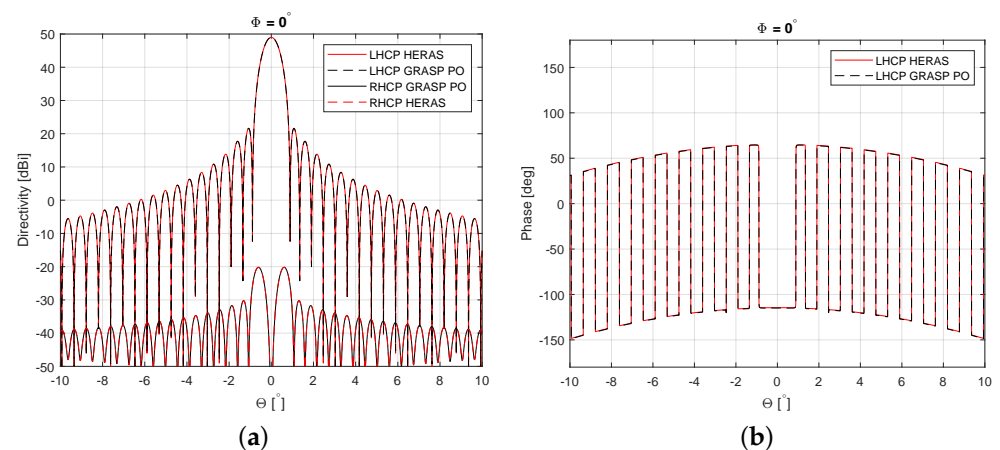 Φ = 0°
LHCP HERAS
LHCP GRASP PO
RHCP GRASP PO
RHCP HERAS
Directivity [dBi]
50
40
30
20
10
0
-10
-20
-30
-40
-50
-10 -8 -6 -4 -2 0 2 4 6 8 10
Θ [°]
(a)
Φ = 0°
LHCP HERAS
LHCP GRASP PO
Phase [deg]
150
100
50
0
-50
-100
-150
-10 -8 -6 -4 -2 0 2 4 6 8 10
Θ [°]
(b)